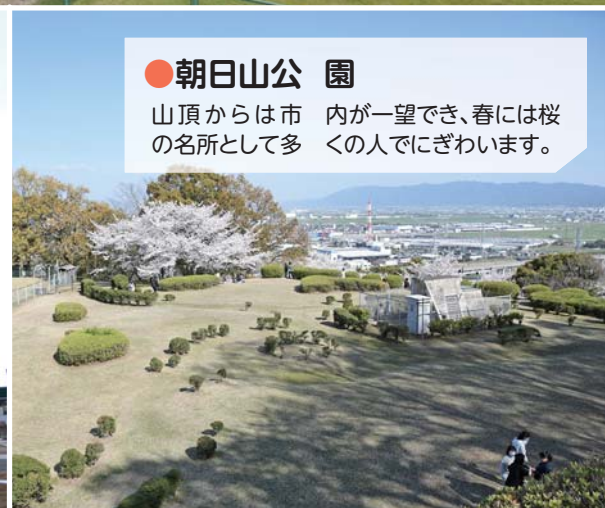 ●朝日山公 園
山頂からは市 内が一望でき、春には桜
の名所として多 くの人でにぎわいます。